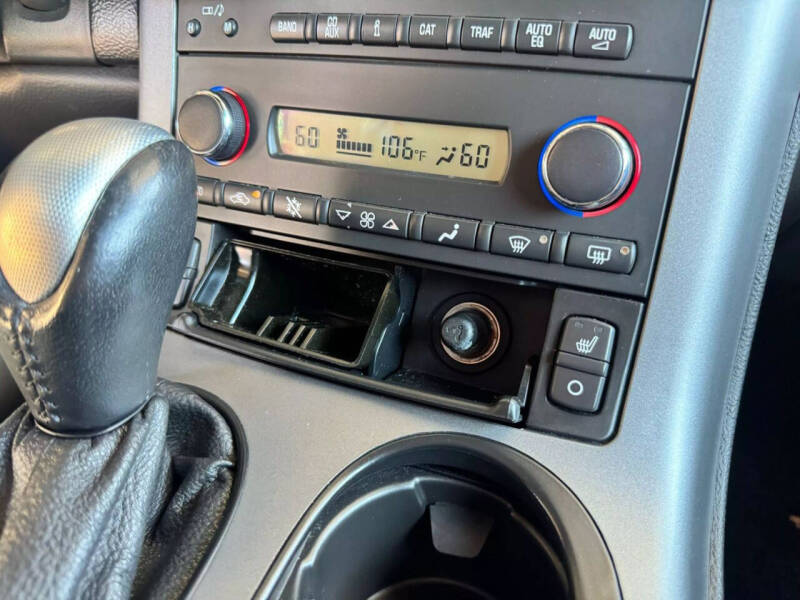 H M
BAND CD AUX i CAT TRAF AUTO EQ AUTO
60 106°F 60